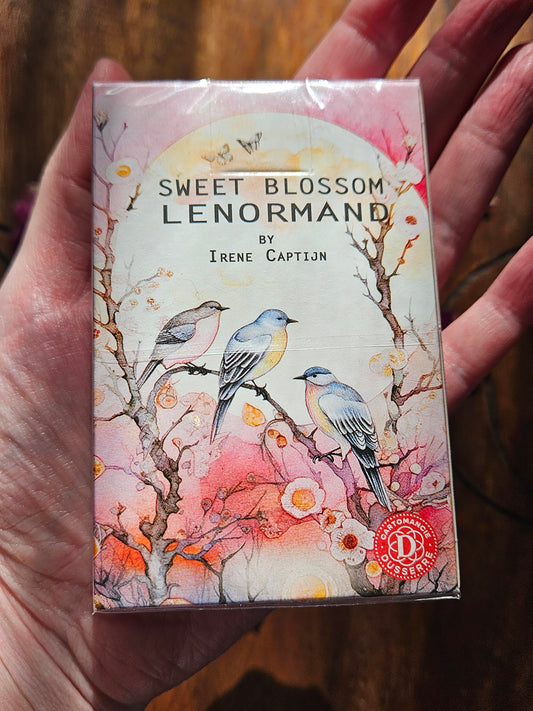 SWEET BLOSSOM
LENORMAND
BY
IRENE CAPTIJN
CARTOMANCIE
D
DUSSERRE